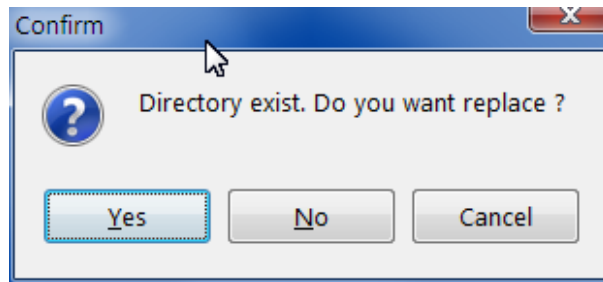 Confirm
Directory exist. Do you want replace ?
Yes
No
Cancel